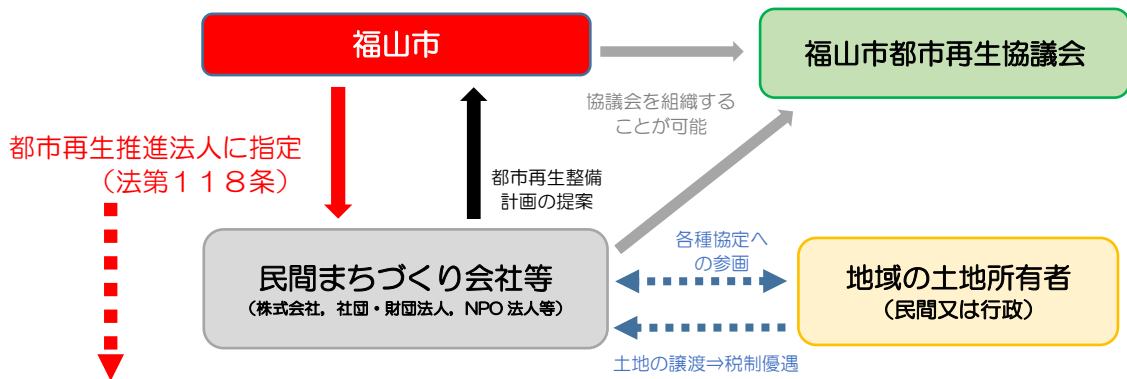 福山市
福山市都市再生協議会
協議会を組織する
ことが可能
都市再生推進法人に指定
（法第１１８条）
都市再生整備
計画の提案
民間まちづくり会社等
（株式会社，社団・財団法人，NPO 法人等）
各種協定へ
の参画
地域の土地所有者
（民間又は行政）
土地の譲渡⇒税制優遇